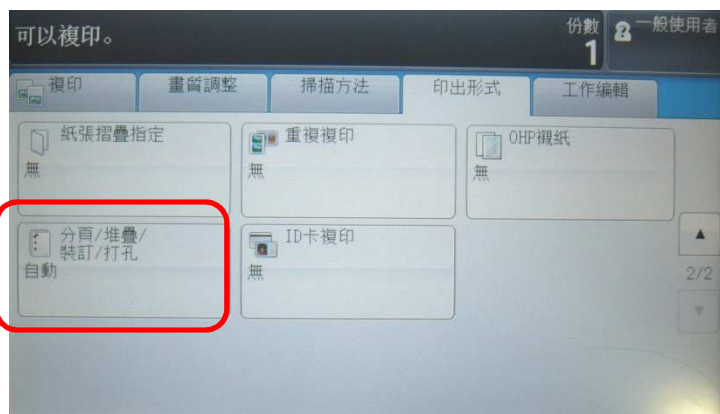 可以複印。
份數
1
一般使用者
複印
畫質調整
掃描方法
印出形式
工作編輯
紙張摺疊指定
無
重複複印
無
OHP襯紙
無
分頁/堆疊/
裝訂/打孔
自動
ID卡複印
無
2/2